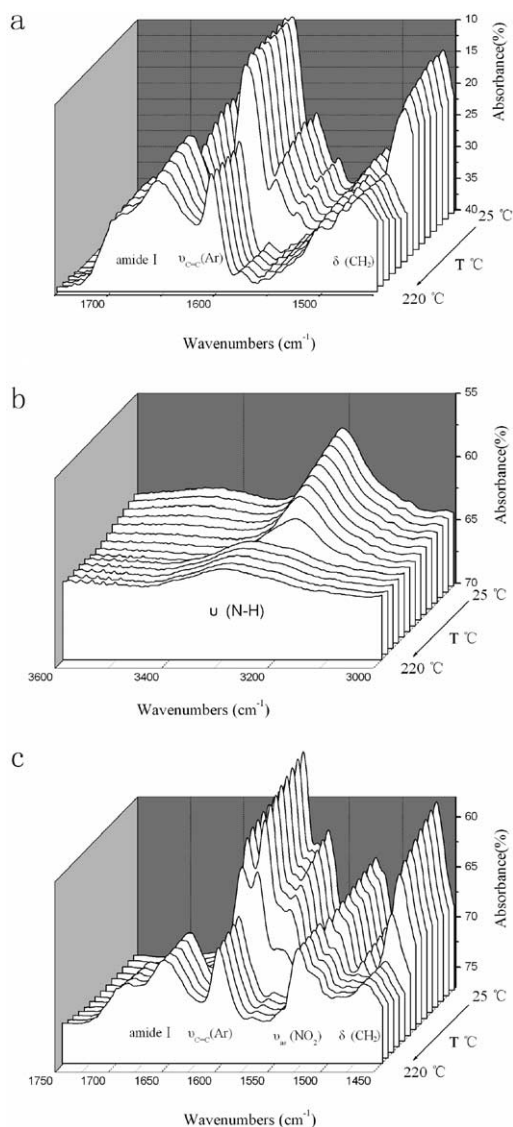 a
10
15
20
25
30
35
40
Absorbance(%)
25 ℃
T ℃
220 ℃
amide I υC=C(Ar) δ (CH2)
1700 1600 1500
Wavenumbers (cm-1)
b
55
60
65
70
Absorbance(%)
25 ℃
T ℃
220 ℃
υ (N-H)
3600 3400 3200 3000
Wavenumbers (cm-1)
c
60
65
70
75
Absorbance(%)
25 ℃
T ℃
220 ℃
amide I υC=C(Ar) υas(NO2) δ (CH2)
1750 1700 1650 1600 1550 1500 1450
Wavenumbers (cm-1)